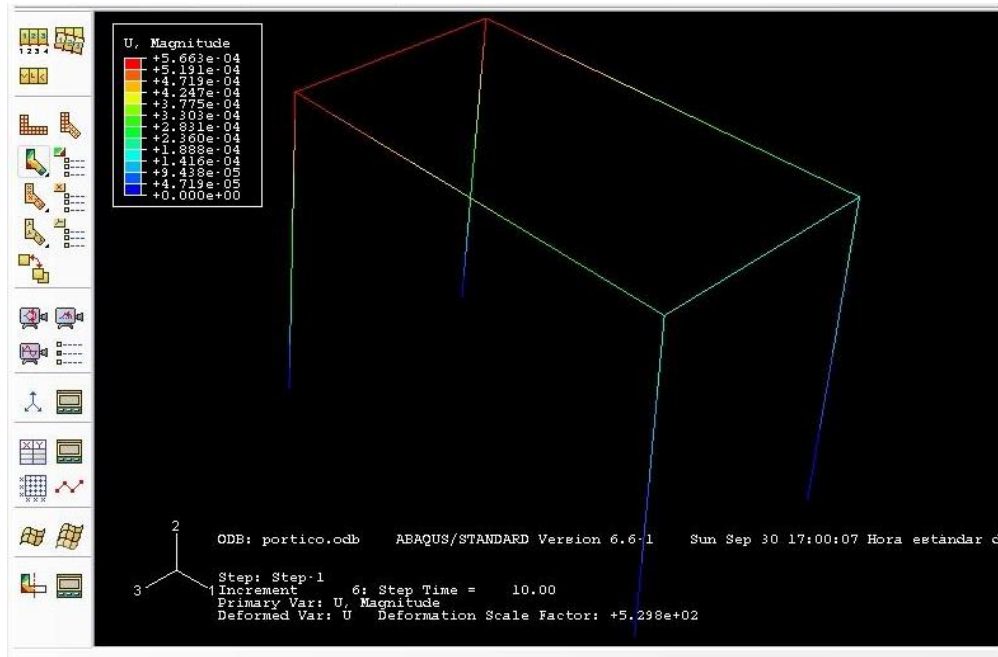 U, Magnitude
+5.663e-04
+5.191e-04
+4.719e-04
+4.247e-04
+3.775e-04
+3.303e-04
+2.831e-04
+2.360e-04
+1.888e-04
+1.416e-04
+9.438e-05
+4.719e-05
+0.000e+00
2
3
1
ODB: portico.odb ABAQUS/STANDARD Version 6.6-1 Sun Sep 30 17:00:07 Hora estándar d
Step: Step-1
Increment 6: Step Time = 10.00
Primary Var: U, Magnitude
Deformed Var: U Deformation Scale Factor: +5.298e+02